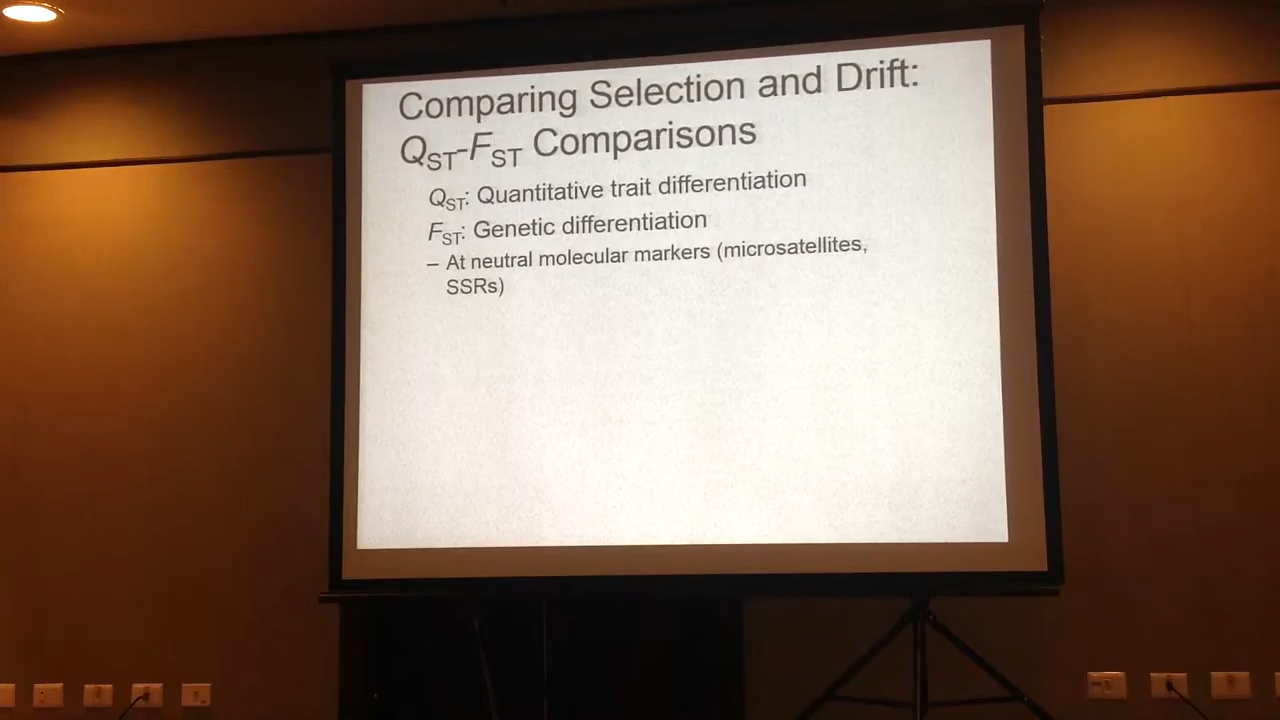 Comparing Selection and Drift:
QST-FST Comparisons
QST: Quantitative trait differentiation
FST: Genetic differentiation
– At neutral molecular markers (microsatellites,
SSRs)